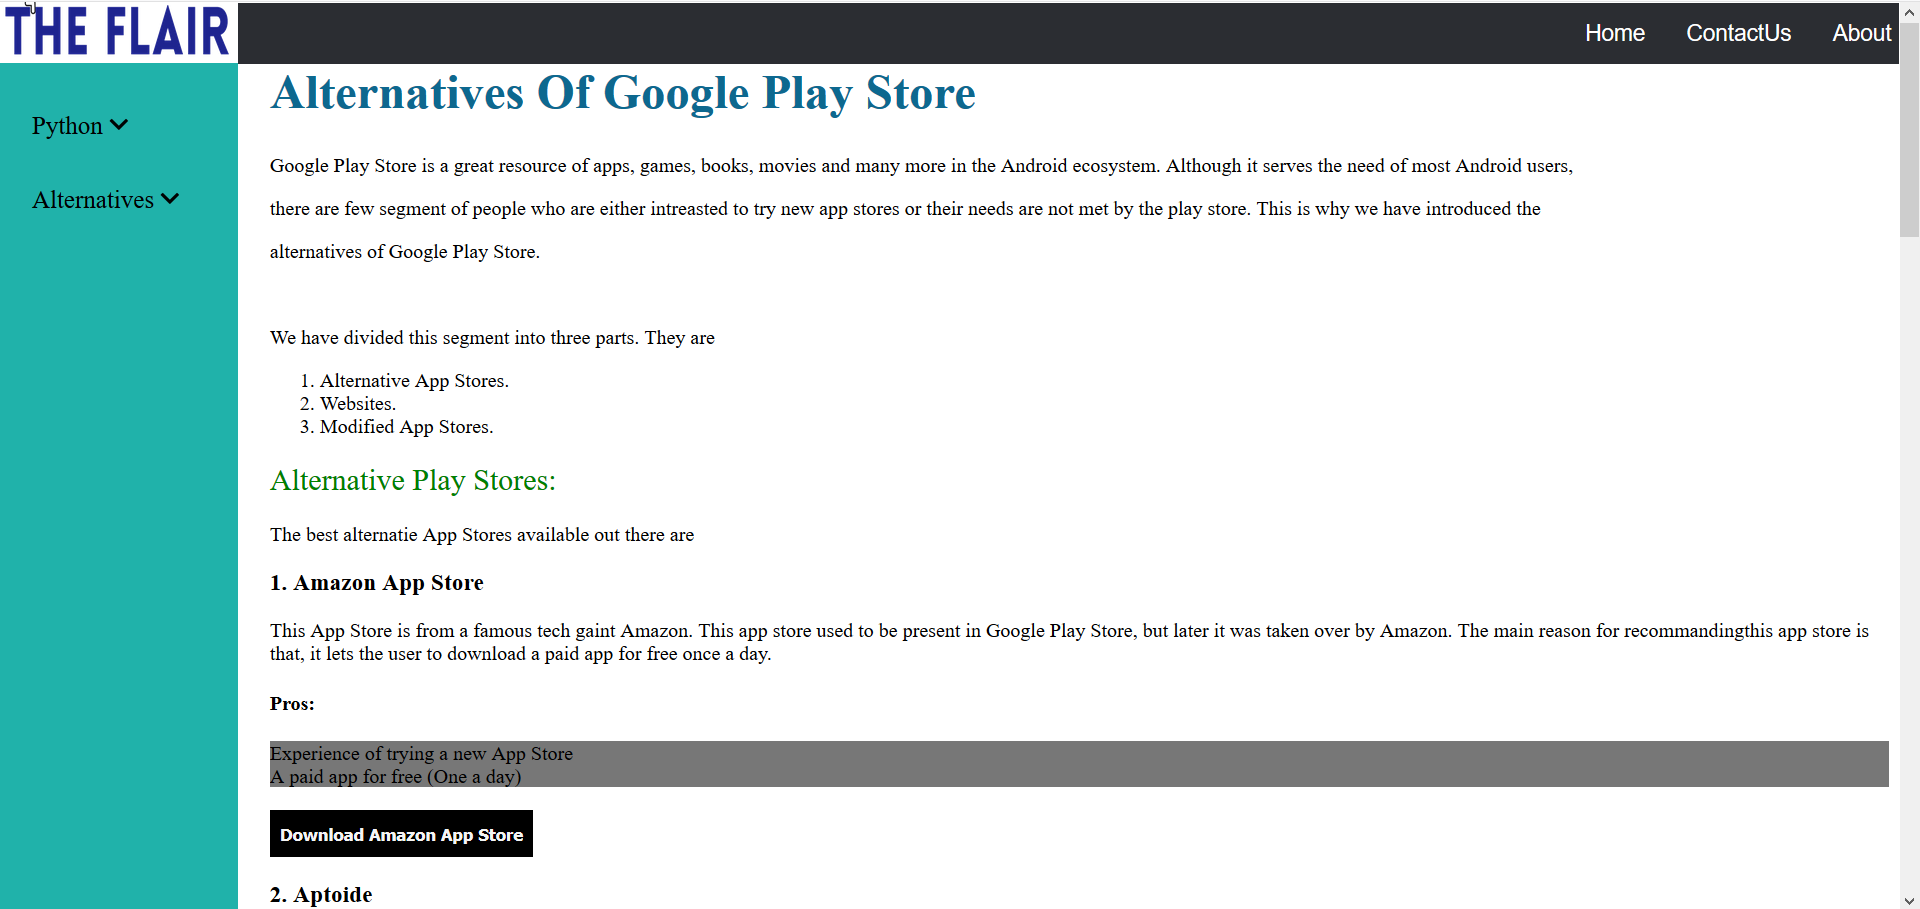 THE FLAIR
Home ContactUs About
Python
Alternatives
Alternatives Of Google Play Store
Google Play Store is a great resource of apps, games, books, movies and many more in the Android ecosystem. Although it serves the need of most Android users,
there are few segment of people who are either intreasted to try new app stores or their needs are not met by the play store. This is why we have introduced the
alternatives of Google Play Store.
We have divided this segment into three parts. They are
1. Alternative App Stores.
2. Websites.
3. Modified App Stores.
Alternative Play Stores:
The best alternatie App Stores available out there are
1. Amazon App Store
This App Store is from a famous tech gaint Amazon. This app store used to be present in Google Play Store, but later it was taken over by Amazon. The main reason for recommandingthis app store is
that, it lets the user to download a paid app for free once a day.
Pros:
Experience of trying a new App Store
A paid app for free (One a day)
Download Amazon App Store
2. Aptoide